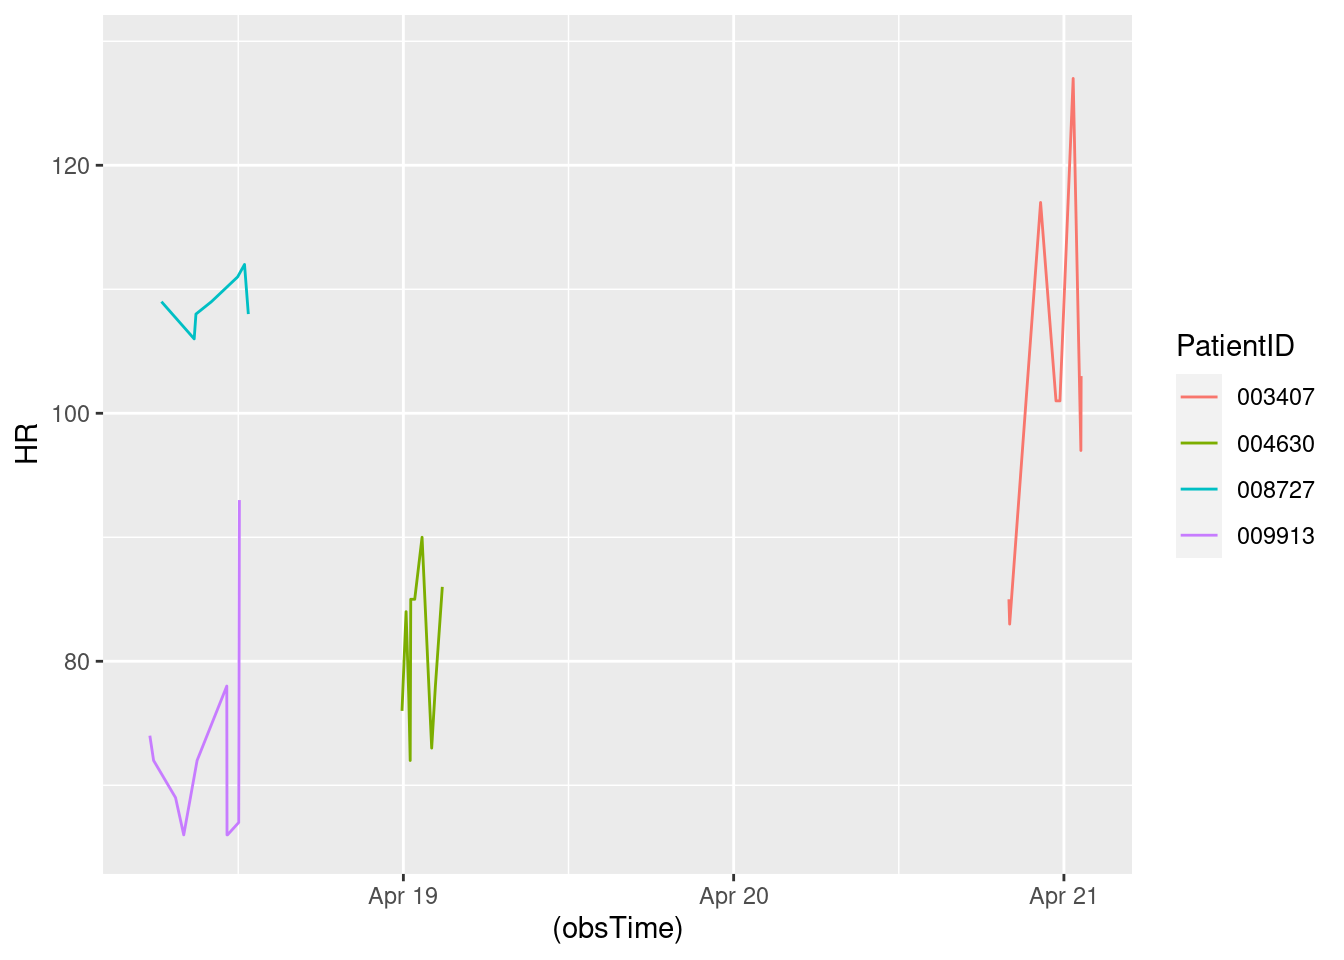 120
100
80
HR
Apr 19
Apr 20
Apr 21
(obsTime)
PatientID
003407
004630
008727
009913